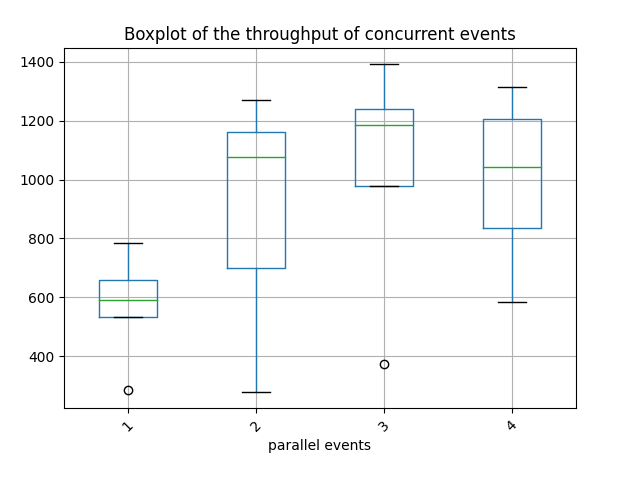 Boxplot of the throughput of concurrent events
1400
1200
1000
800
600
400
1 2 3 4
parallel events